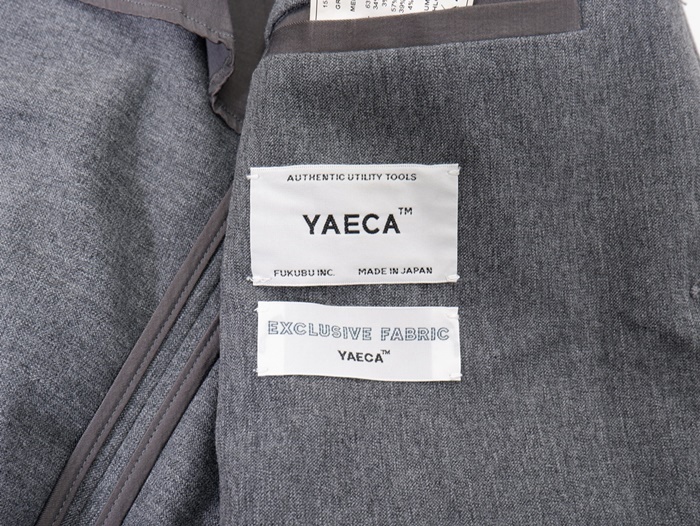 AUTHENTIC UTILITY TOOLS
YAECA™
FUKUBU INC. MADE IN JAPAN
EXCLUSIVE FABRIC
YAECA™